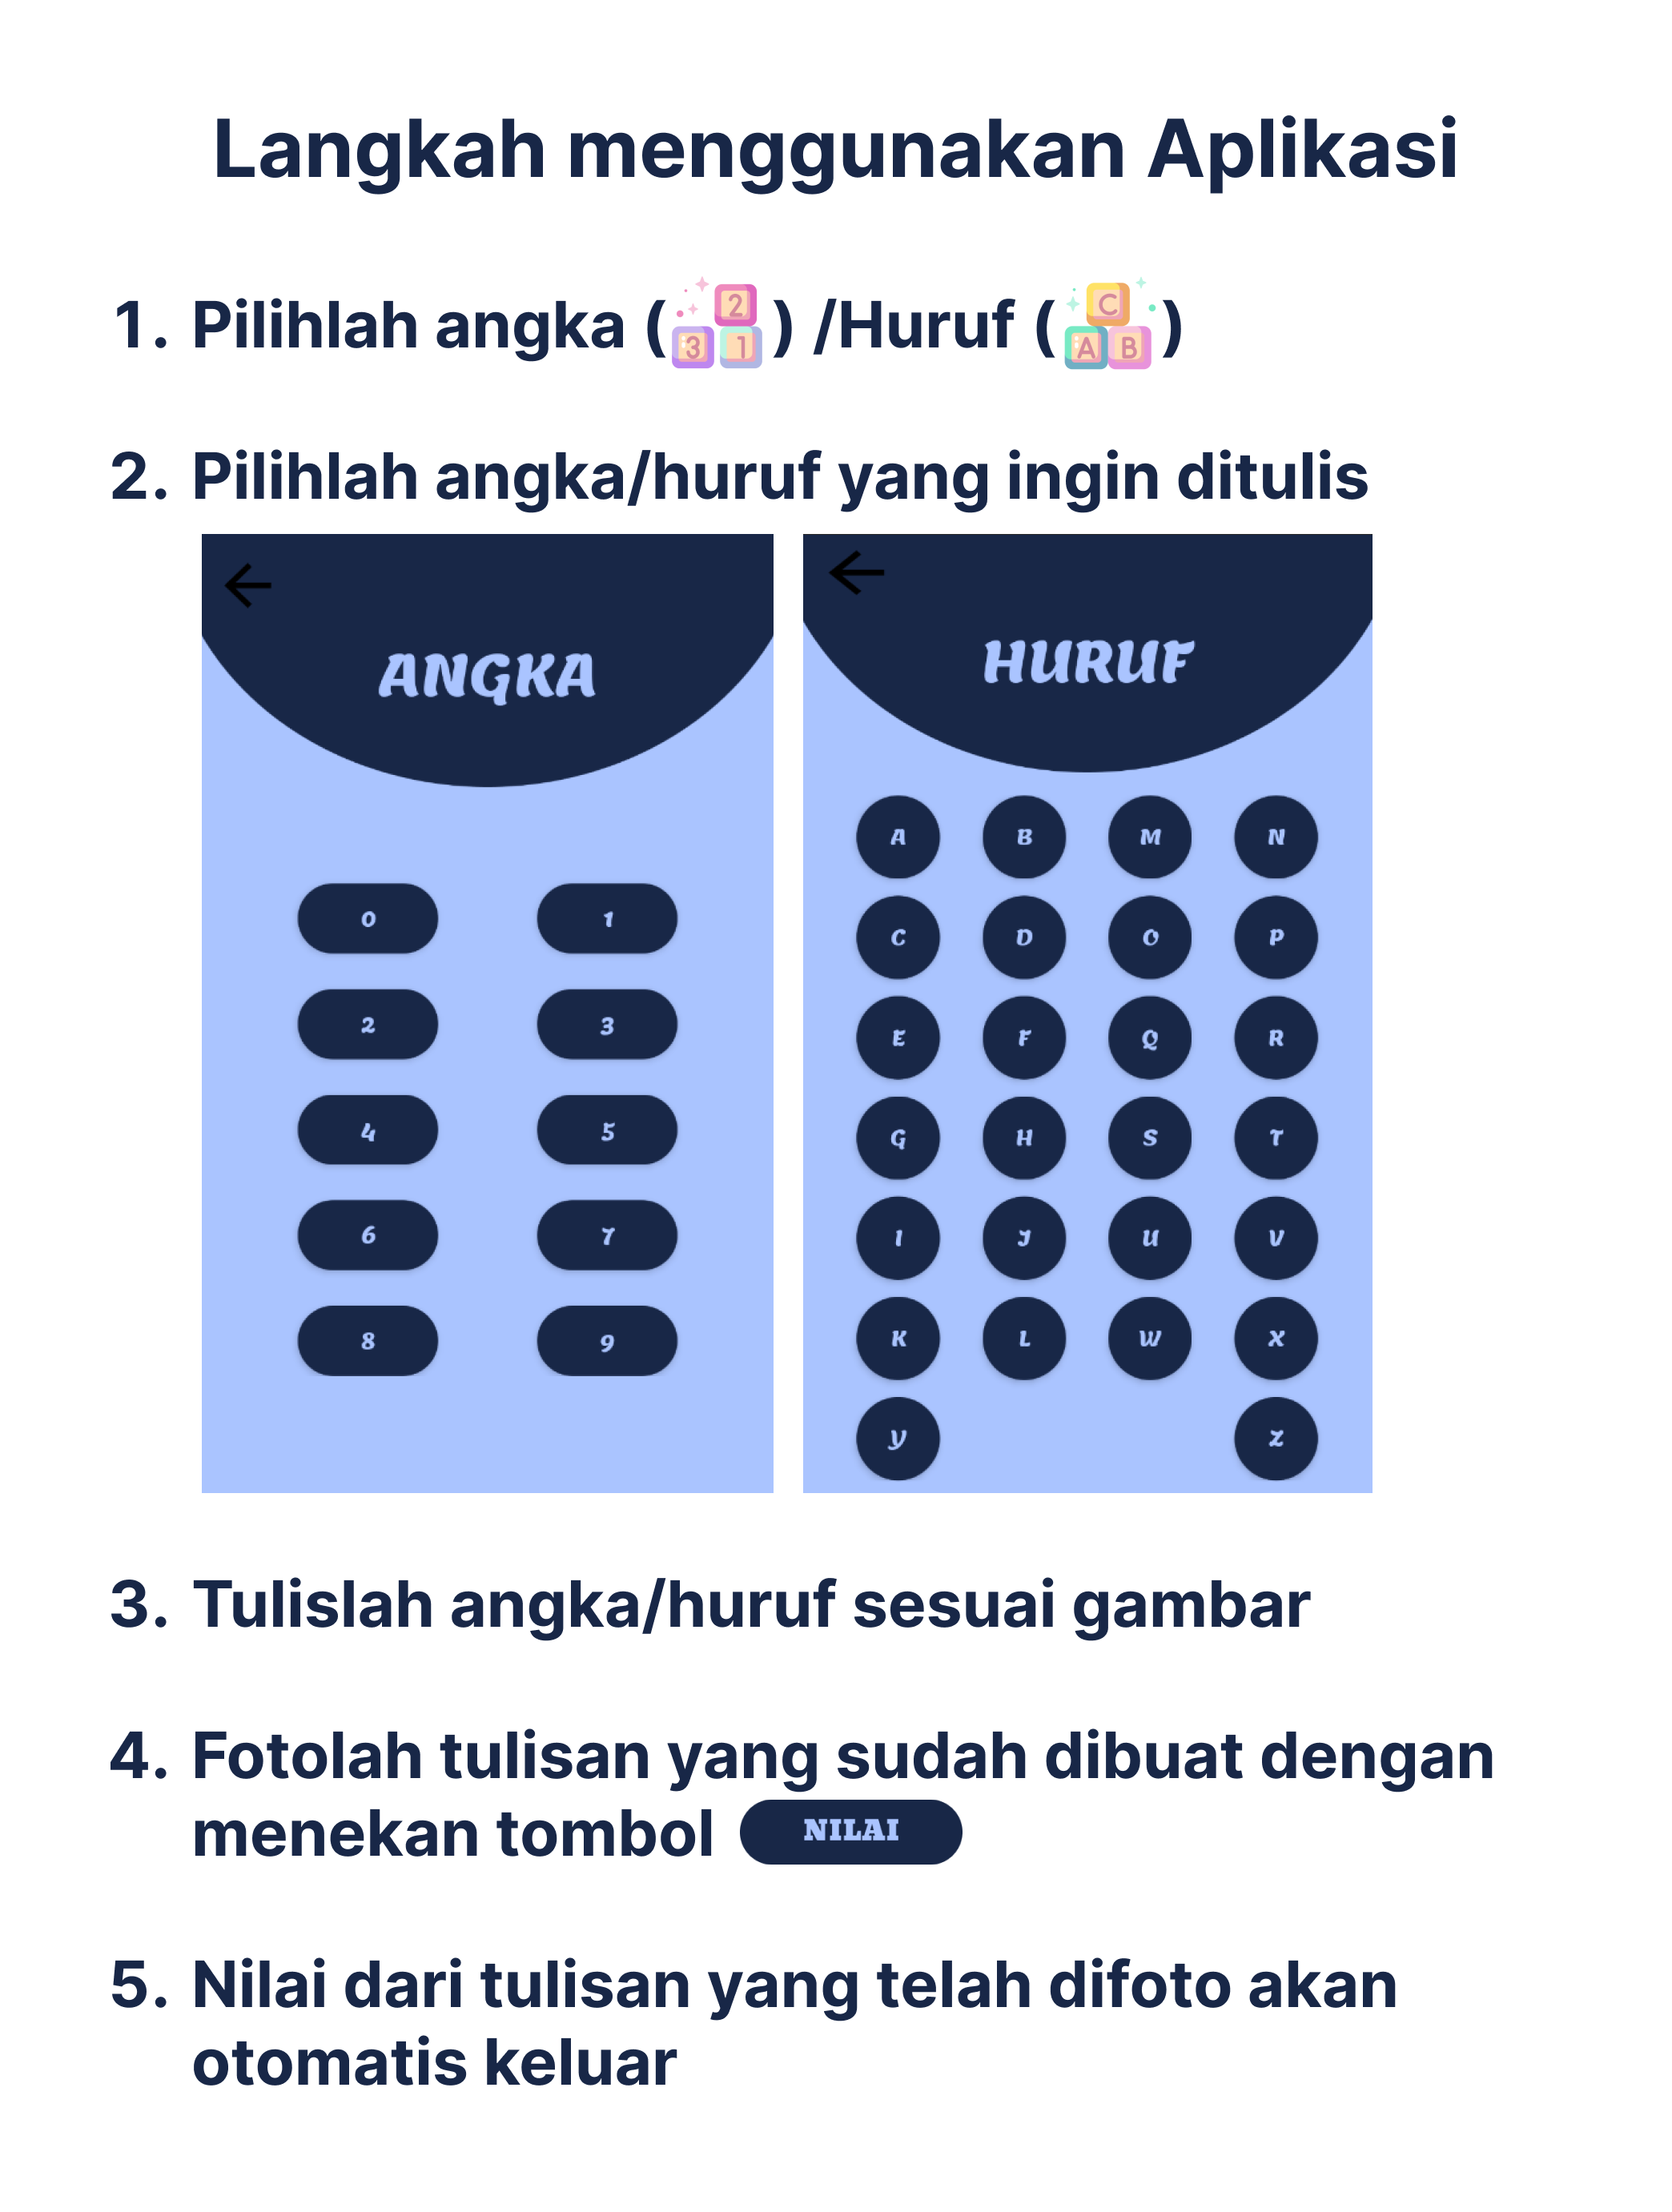 Langkah menggunakan Aplikasi
1. Pilihlah angka (2 3 1) /Huruf (C A B)
2. Pilihlah angka/huruf yang ingin ditulis
ANGKA
0 1
2 3
4 5
6 7
8 9
HURUF
A B M N
C D O P
E F Q R
G H S T
I J U V
K L W X
Y Z
3. Tulislah angka/huruf sesuai gambar
4. Fotolah tulisan yang sudah dibuat dengan
menekan tombol NILAI
5. Nilai dari tulisan yang telah difoto akan
otomatis keluar